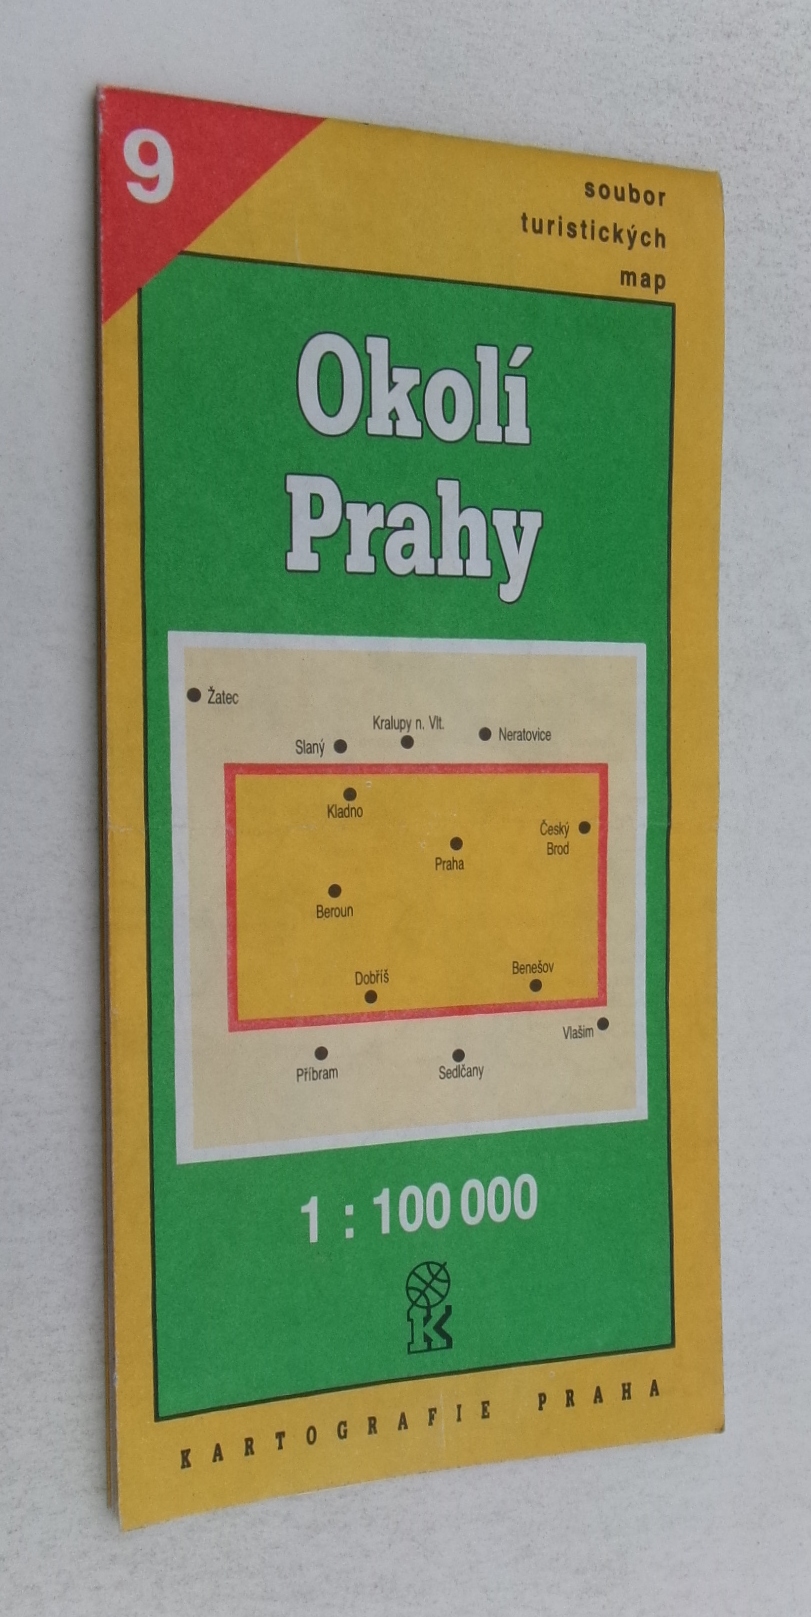 9
soubor
turistických
map
Okolí
Prahy
Žatec
Slaný
Kralupy n. Vlt.
Neratovice
Kladno
Praha
Český
Brod
Beroun
Dobříš
Benešov
Příbram
Sedlčany
Vlašim
1 : 100 000
K
KARTOGRAFIE PRAHA